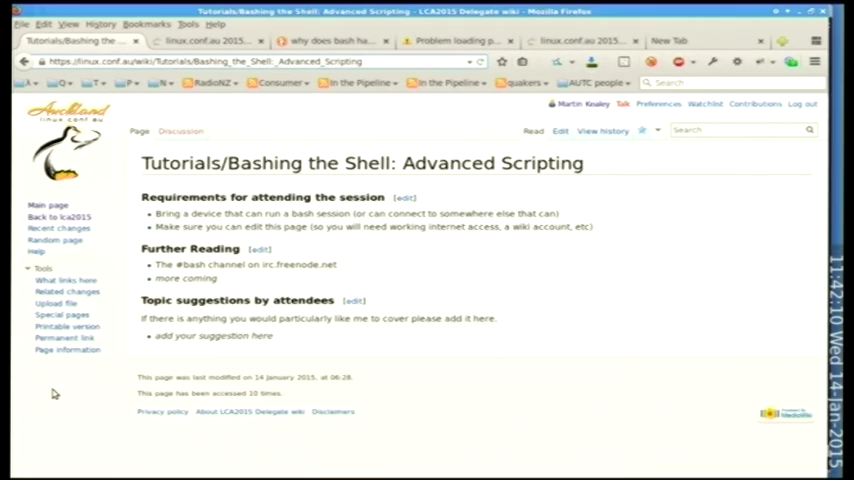 Tutorials/Bashing the Shell: Advanced Scripting - LCA2015 Delegate wiki - Mozilla Firefox
File Edit View History Bookmarks Tools Help
Tutorials/Bashing the ... × linux.conf.au 2015... × why does bash ha... × Problem loading p... × linux.conf.au 2015... × New Tab ×
https://linux.conf.au/wiki/Tutorials/Bashing_the_Shell:_Advanced_Scripting
Q T P N RadioNZ Consumer In the Pipeline In the Pipeline quakers AUTC people Search
Auckland
linux conf au
Talk Preferences Watchlist Contributions Log out
Page Discussion Read Edit View history Search
Tutorials/Bashing the Shell: Advanced Scripting
Requirements for attending the session [edit]
• Bring a device that can run a bash session (or can connect to somewhere else that can)
• Make sure you can edit this page (so you will need working internet access, a wiki account, etc)
Further Reading [edit]
• The #bash channel on irc.freenode.net
• more coming
Topic suggestions by attendees [edit]
If there is anything you would particularly like me to cover please add it here.
• add your suggestion here
Main page
Back to lca2015
Recent changes
Random page
Help
Tools
What links here
Related changes
Upload file
Special pages
Printable version
Permanent link
Page information
This page was last modified on 14 January 2015, at 06:28.
This page has been accessed 10 times.
Privacy policy About LCA2015 Delegate wiki Disclaimers
Powered by
MediaWiki
11:42:10 Wed 14-Jan-2015